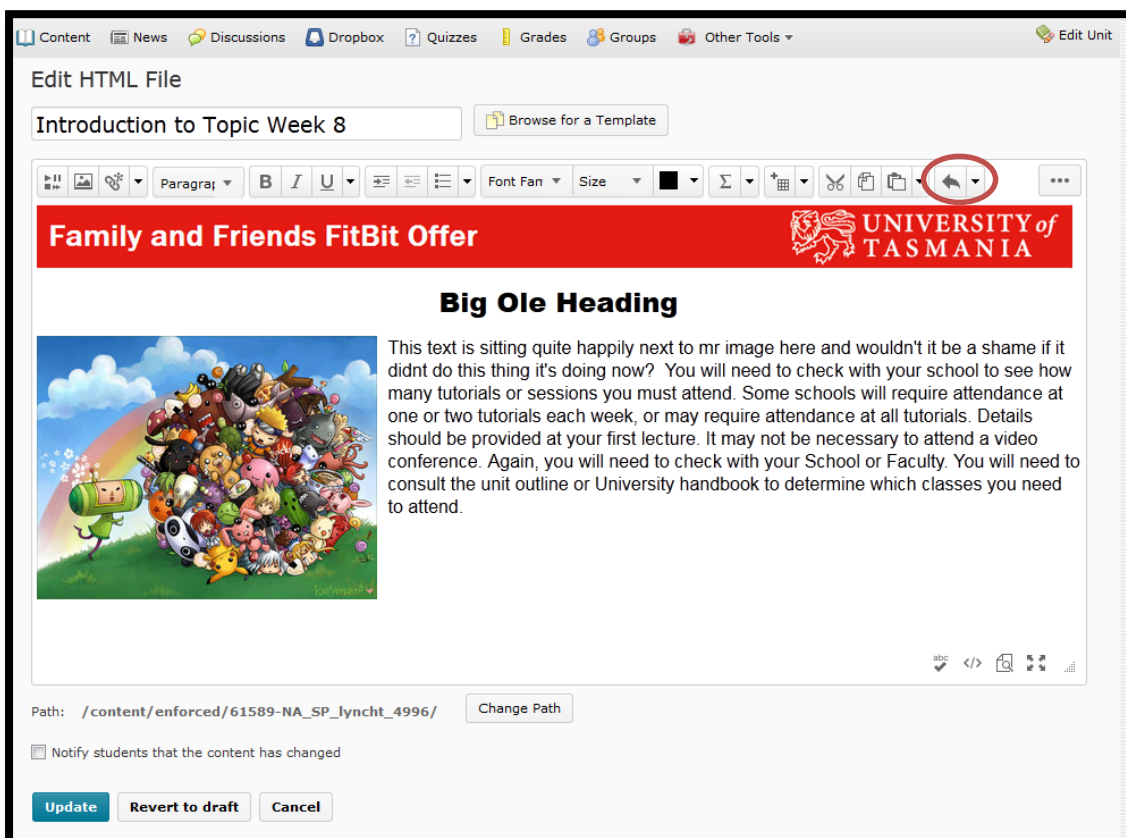 Content News Discussions Dropbox Quizzes Grades Groups Other Tools Edit Unit
Edit HTML File
Introduction to Topic Week 8 Browse for a Template
Paragraț B I U Font Fan Size Σ
Family and Friends FitBit Offer UNIVERSITY of TASMANIA
Big Ole Heading
This text is sitting quite happily next to mr image here and wouldn't it be a shame if it
didnt do this thing it's doing now? You will need to check with your school to see how
many tutorials or sessions you must attend. Some schools will require attendance at
one or two tutorials each week, or may require attendance at all tutorials. Details
should be provided at your first lecture. It may not be necessary to attend a video
conference. Again, you will need to check with your School or Faculty. You will need to
consult the unit outline or University handbook to determine which classes you need
to attend.
abc </>
Path: /content/enforced/61589-NA_SP_lyncht_4996/ Change Path
Notify students that the content has changed
Update Revert to draft Cancel